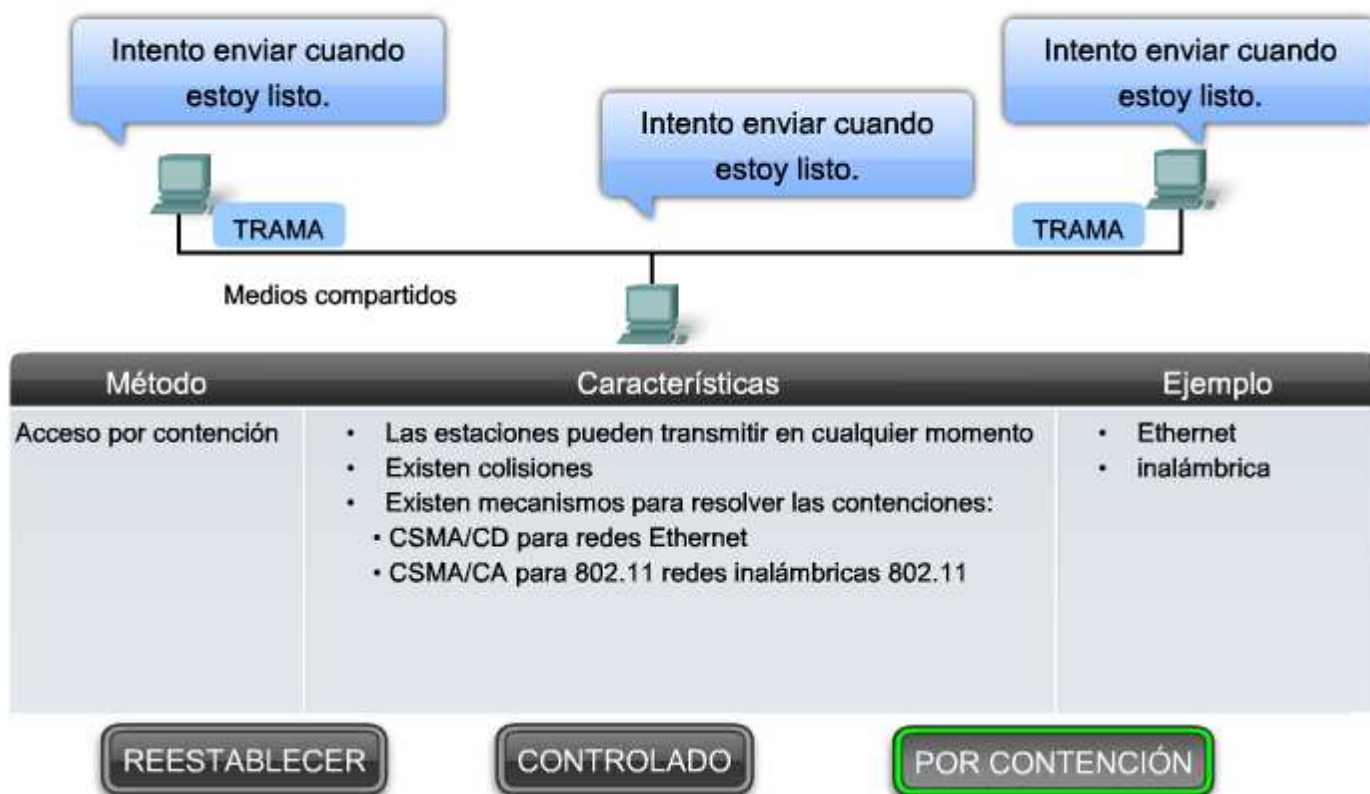 Intento enviar cuando
estoy listo.
Intento enviar cuando
estoy listo.
Intento enviar cuando
estoy listo.
TRAMA
TRAMA
Medios compartidos
Método
Características
Ejemplo
Acceso por contención
• Las estaciones pueden transmitir en cualquier momento
• Existen colisiones
• Existen mecanismos para resolver las contenciones:
• CSMA/CD para redes Ethernet
• CSMA/CA para 802.11 redes inalámbricas 802.11
• Ethernet
• inalámbrica
REESTABLECER
CONTROLADO
POR CONTENCIÓN